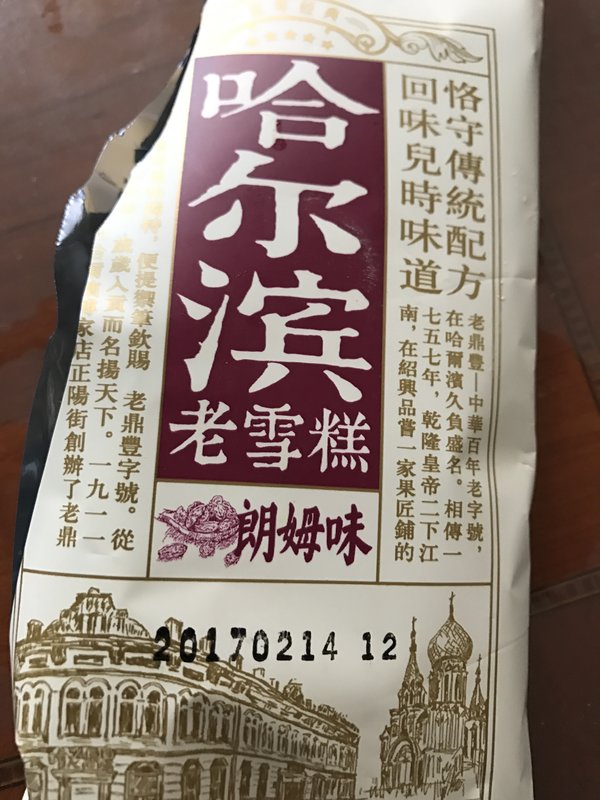 恪守傳統配方
回味兒時味道
老鼎豐—中華百年老字號，
在哈爾濱久負盛名。相傳一
七五七年，乾隆皇帝二下江
南，在紹興品嘗一家果匠鋪的
哈尔滨
老雪糕
朗姆味
便提禦筆欽賜 老鼎豐字號。從
歲人貢而名揚天下。一九一一
家店正陽街創辦了老鼎
20170214 12